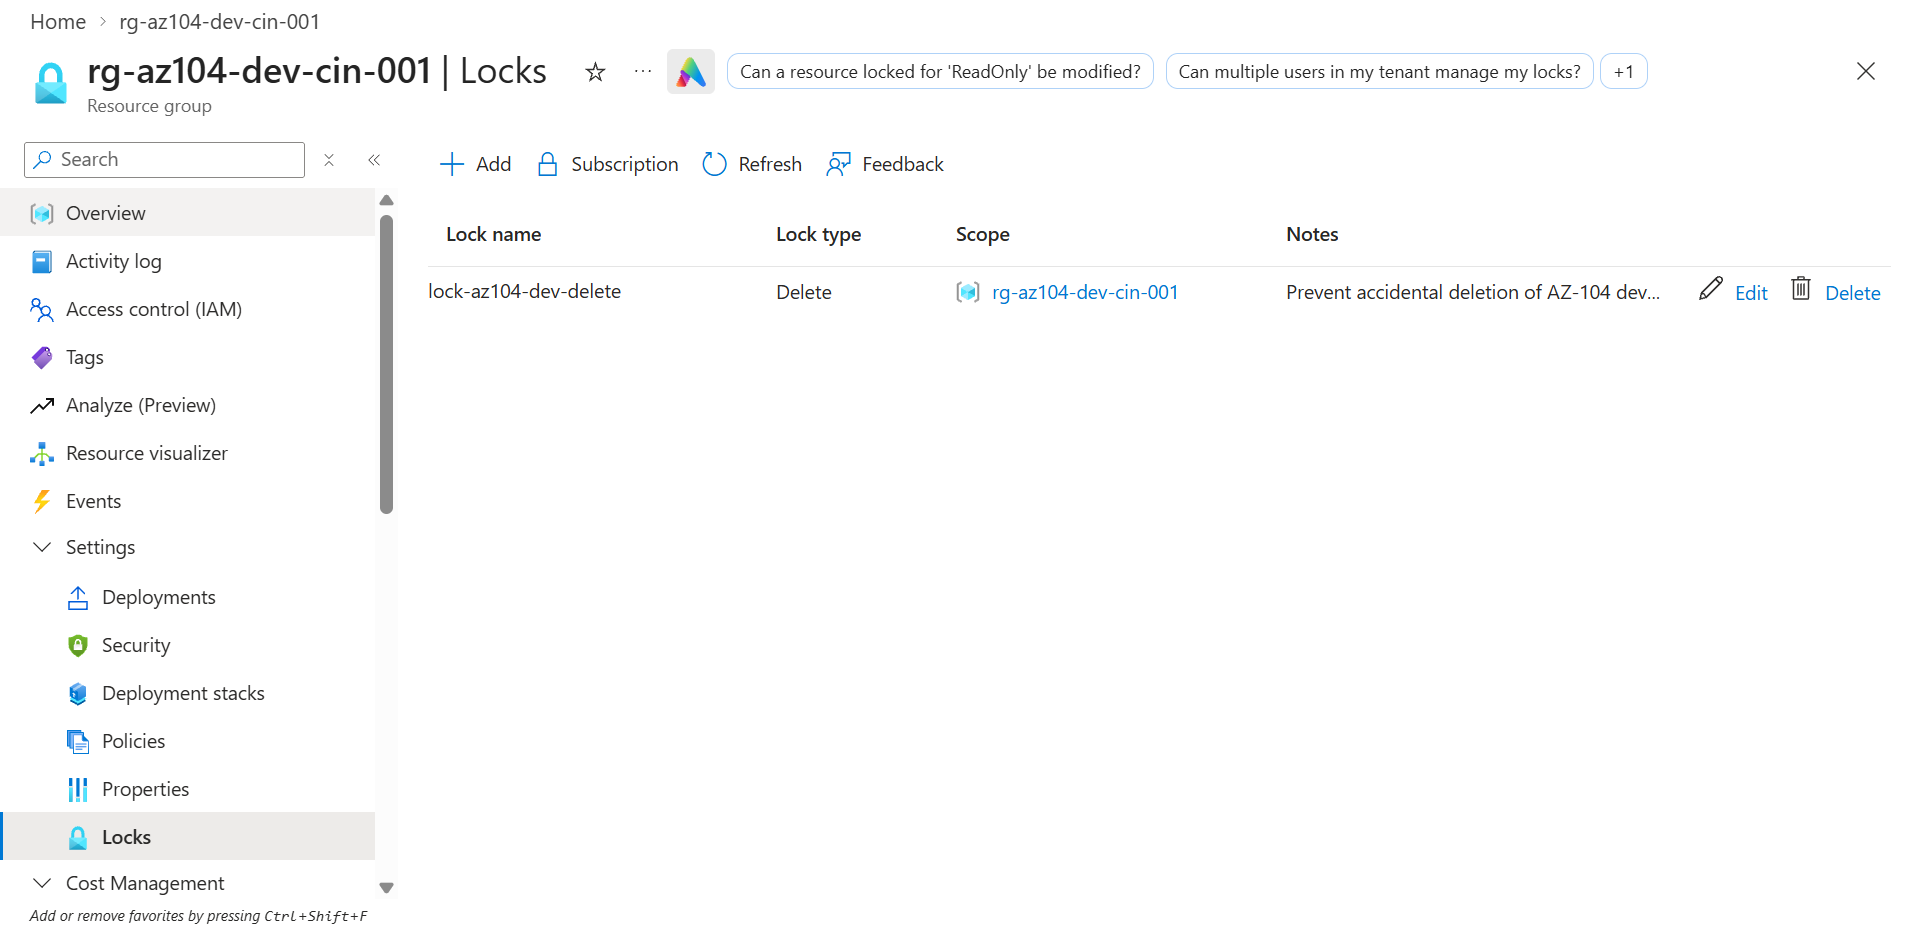 Home > rg-az104-dev-cin-001
rg-az104-dev-cin-001 | Locks
Can a resource locked for 'ReadOnly' be modified?
Can multiple users in my tenant manage my locks?
+1
Resource group
Search
Add
Subscription
Refresh
Feedback
Overview
Activity log
Access control (IAM)
Tags
Analyze (Preview)
Resource visualizer
Events
Settings
Deployments
Security
Deployment stacks
Policies
Properties
Locks
Cost Management
Add or remove favorites by pressing Ctrl+Shift+F
Lock name Lock type Scope Notes
lock-az104-dev-delete Delete rg-az104-dev-cin-001 Prevent accidental deletion of AZ-104 dev... Edit Delete